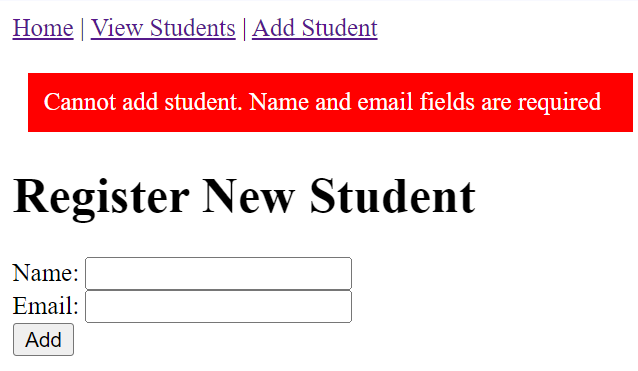 Home | View Students | Add Student
Cannot add student. Name and email fields are required
Register New Student
Name:
Email:
Add